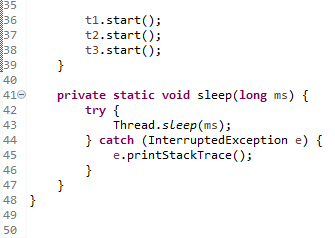 35
36 t1.start();
37 t2.start();
38 t3.start();
39 }
40
41 private static void sleep(long ms) {
42 try {
43 Thread.sleep(ms);
44 } catch (InterruptedException e) {
45 e.printStackTrace();
46 }
47 }
48 }
49
50